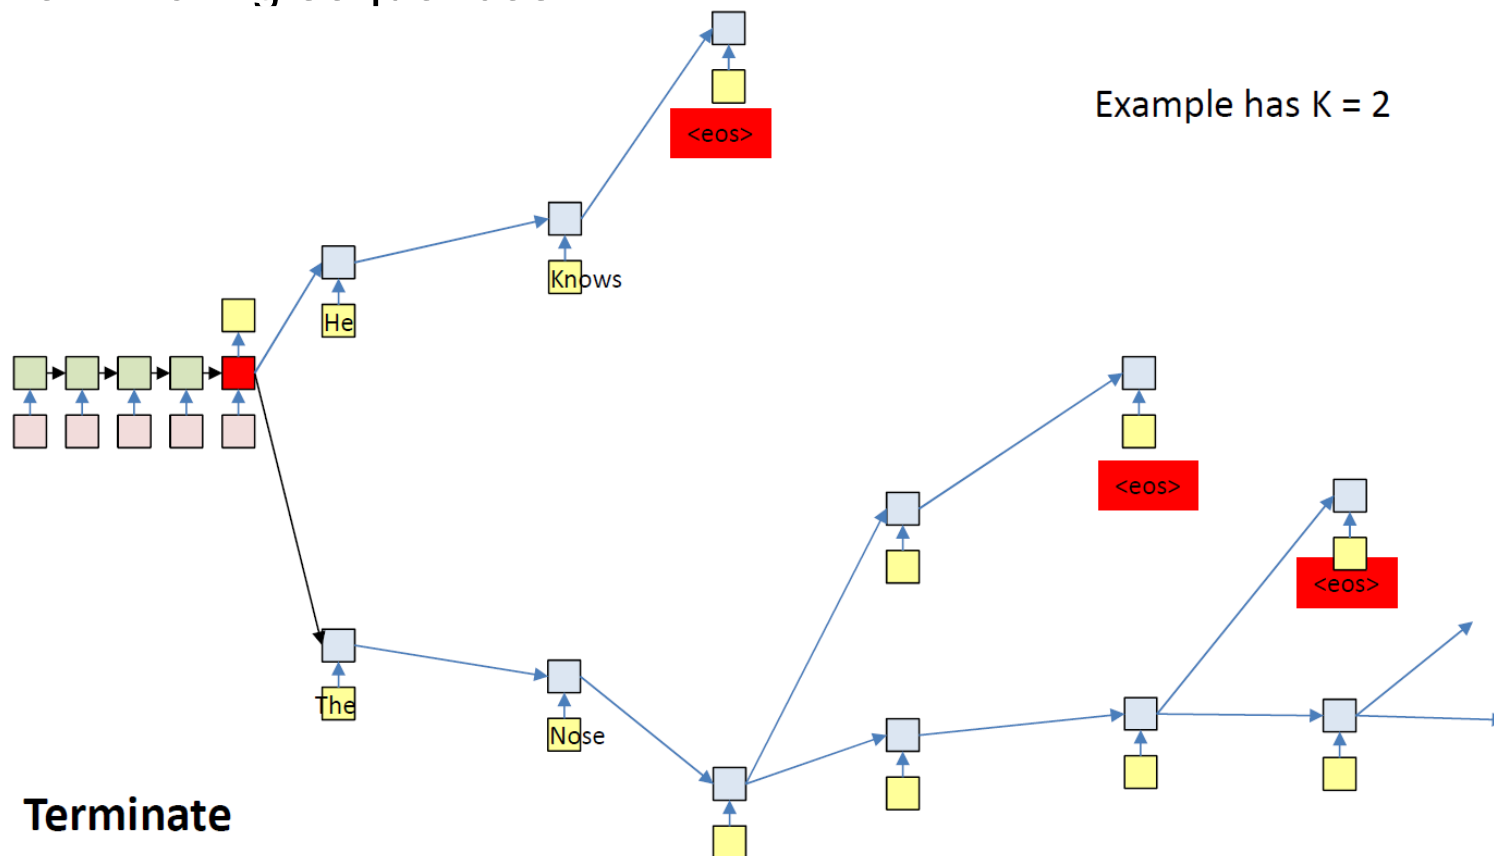 Example has K = 2
<eos>
Knows
He
<eos>
<eos>
The
Nose
Terminate